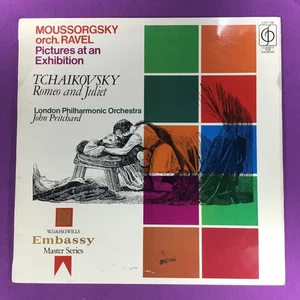 MOUSSORGSKY
orch. RAVEL
Pictures at an
Exhibition
TCHAIKOVSKY
Romeo and Juliet
London Philharmonic Orchestra
John Pritchard
W.D.& H.O.WILLS
Embassy
Master Series